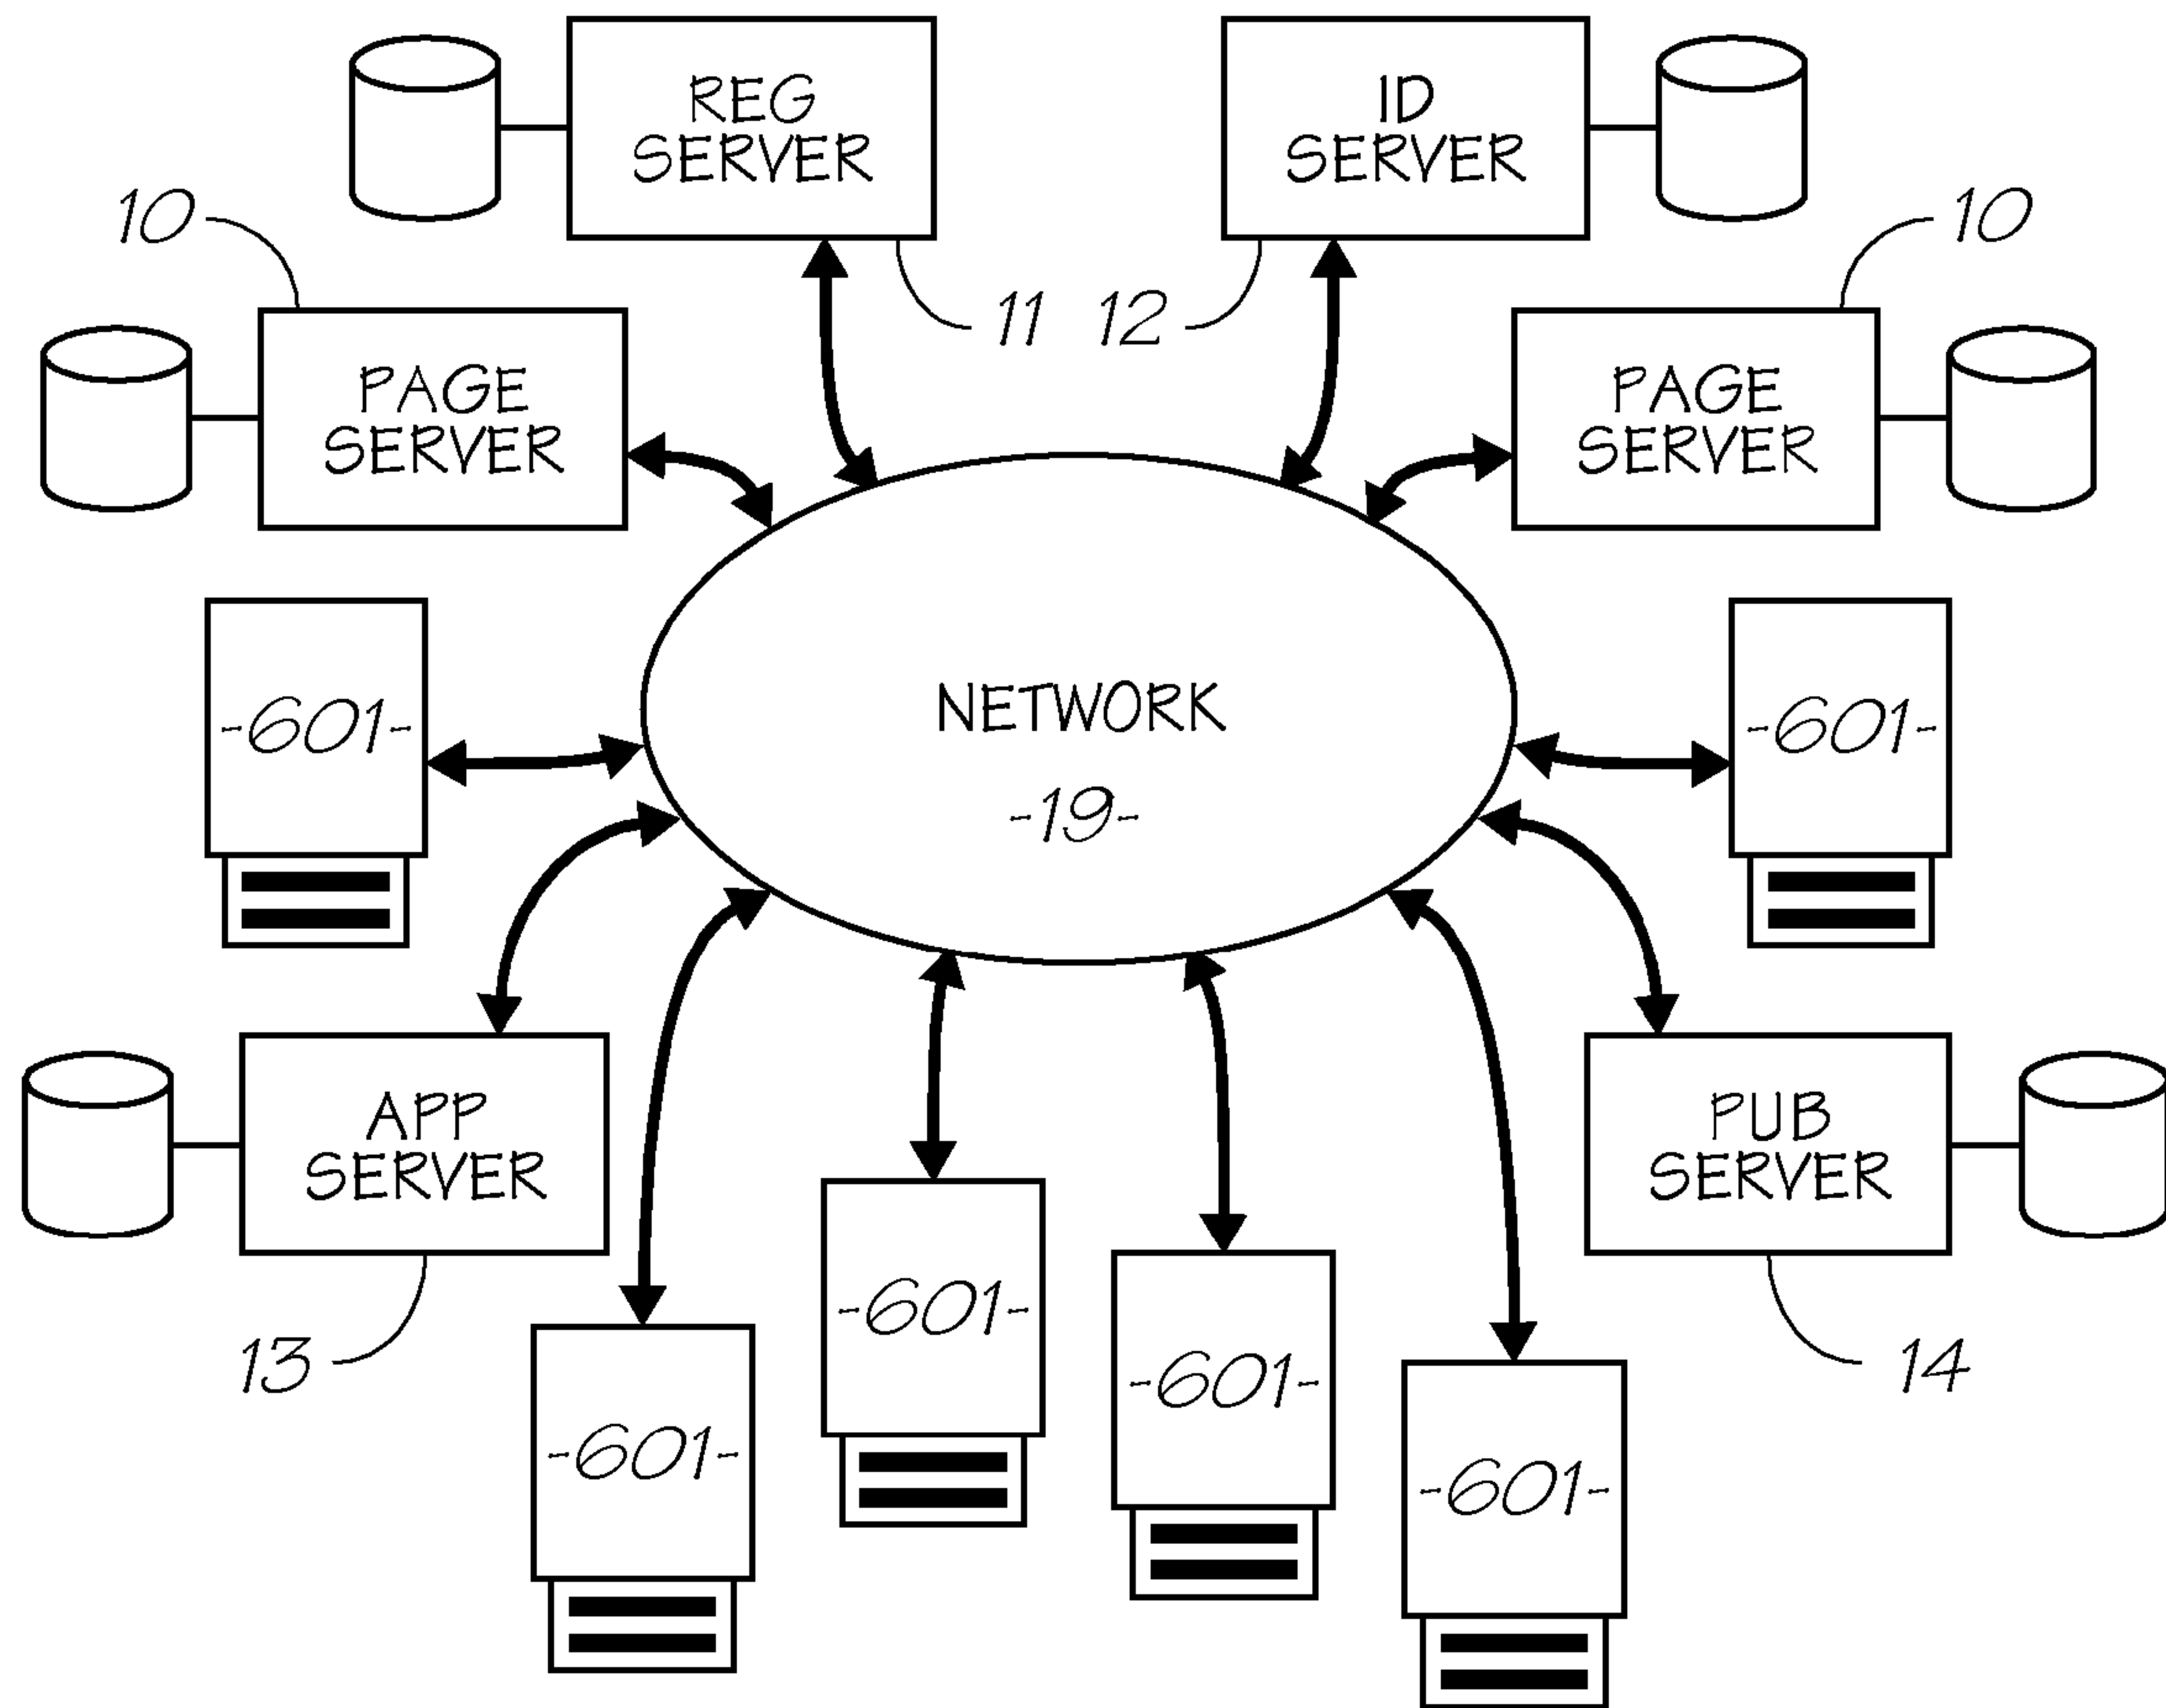 REG
SERVER
ID
SERVER
10
10
11
12
PAGE
SERVER
PAGE
SERVER
-601-
NETWORK
-19-
-601-
APP
SERVER
PUB
SERVER
13
-601-
-601-
-601-
-601-
14